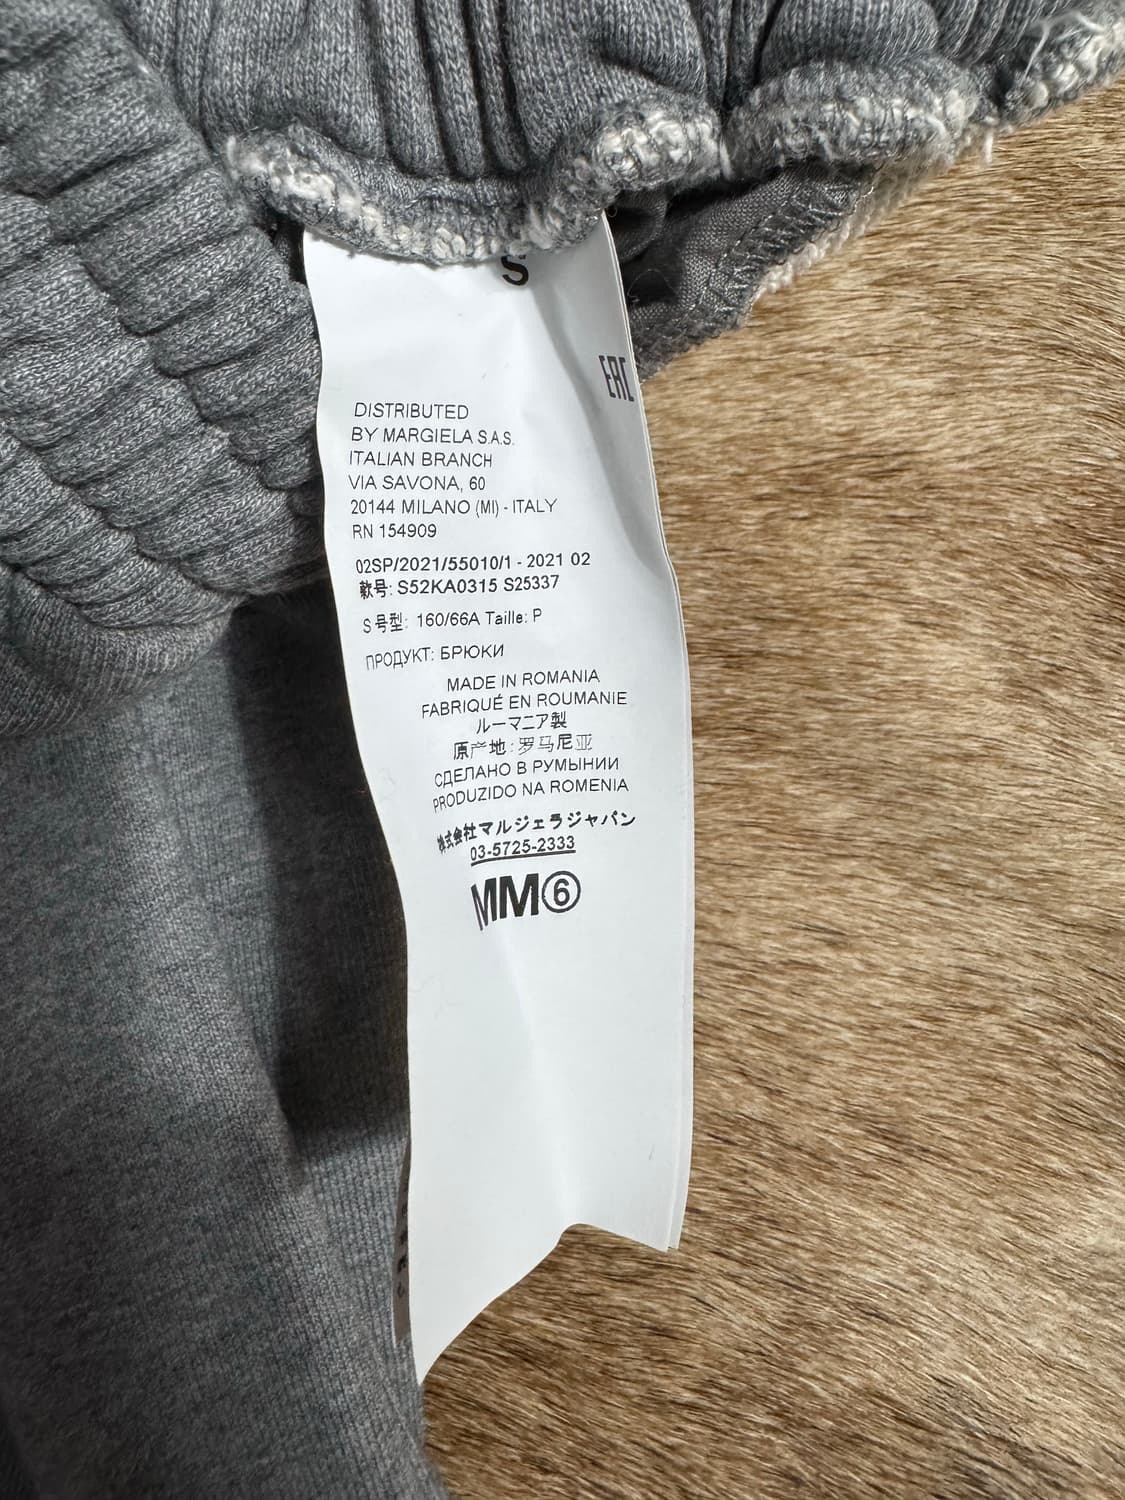 S
EAC
DISTRIBUTED
BY MARGIELA S.A.S.
ITALIAN BRANCH
VIA SAVONA, 60
20144 MILANO (MI) - ITALY
RN 154909
02SP/2021/55010/1 - 2021 02
款号: S52KA0315 S25337
S号型: 160/66A Taille: P
ПРОДУКТ: БРЮКИ
MADE IN ROMANIA
FABRIQUÉ EN ROUMANIE
ルーマニア製
原产地: 罗马尼亚
СДЕЛАНО В РУМЫНИИ
PRODUZIDO NA ROMENIA
株式会社マルジェラジャパン
03-5725-2333
MM⑥